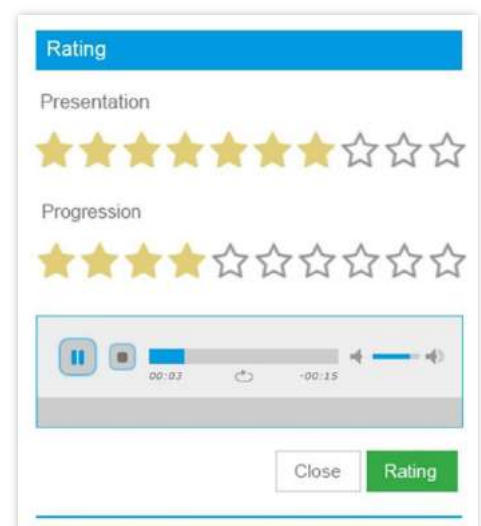 Rating
Presentation
Progression
00:03 -00:15
Close Rating